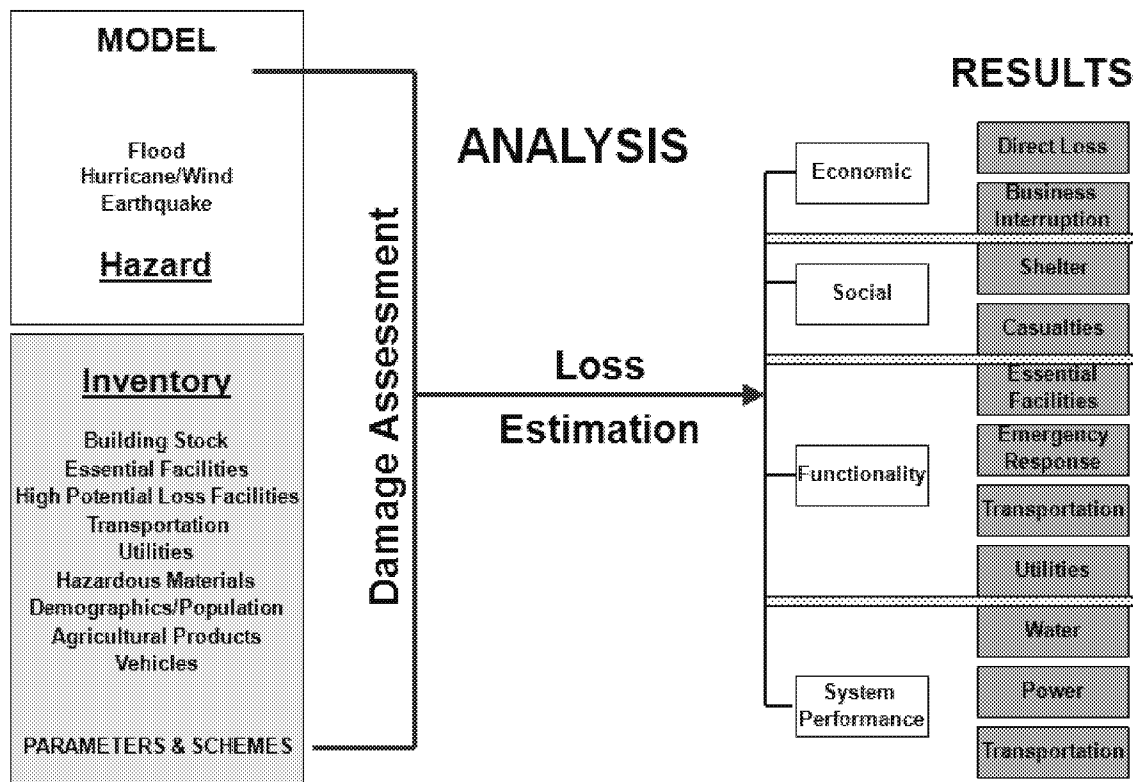 MODEL
Flood
Hurricane/Wind
Earthquake
Hazard
Inventory
Building Stock
Essential Facilities
High Potential Loss Facilities
Transportation
Utilities
Hazardous Materials
Demographics/Population
Agricultural Products
Vehicles
PARAMETERS & SCHEMES
Damage Assessment
ANALYSIS
Loss
Estimation
Economic
Social
Functionality
System
Performance
RESULTS
Direct Loss
Business
Interruption
Shelter
Casualties
Essential
Facilities
Emergency
Response
Transportation
Utilities
Water
Power
Transportation